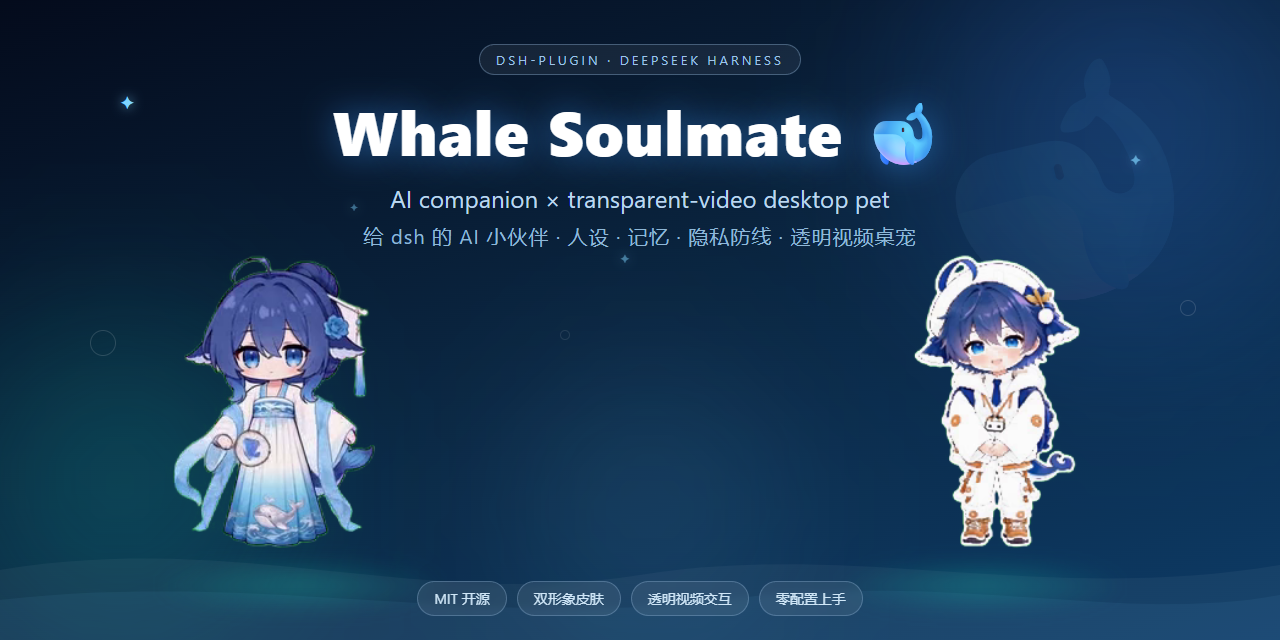 DSH-PLUGIN · DEEPSEEK HARNESS
Whale Soulmate 🐳
AI companion × transparent-video desktop pet
给 dsh 的 AI 小伙伴 · 人设 · 记忆 · 隐私防线 · 透明视频桌宠
MIT 开源
双形象皮肤
透明视频交互
零配置上手